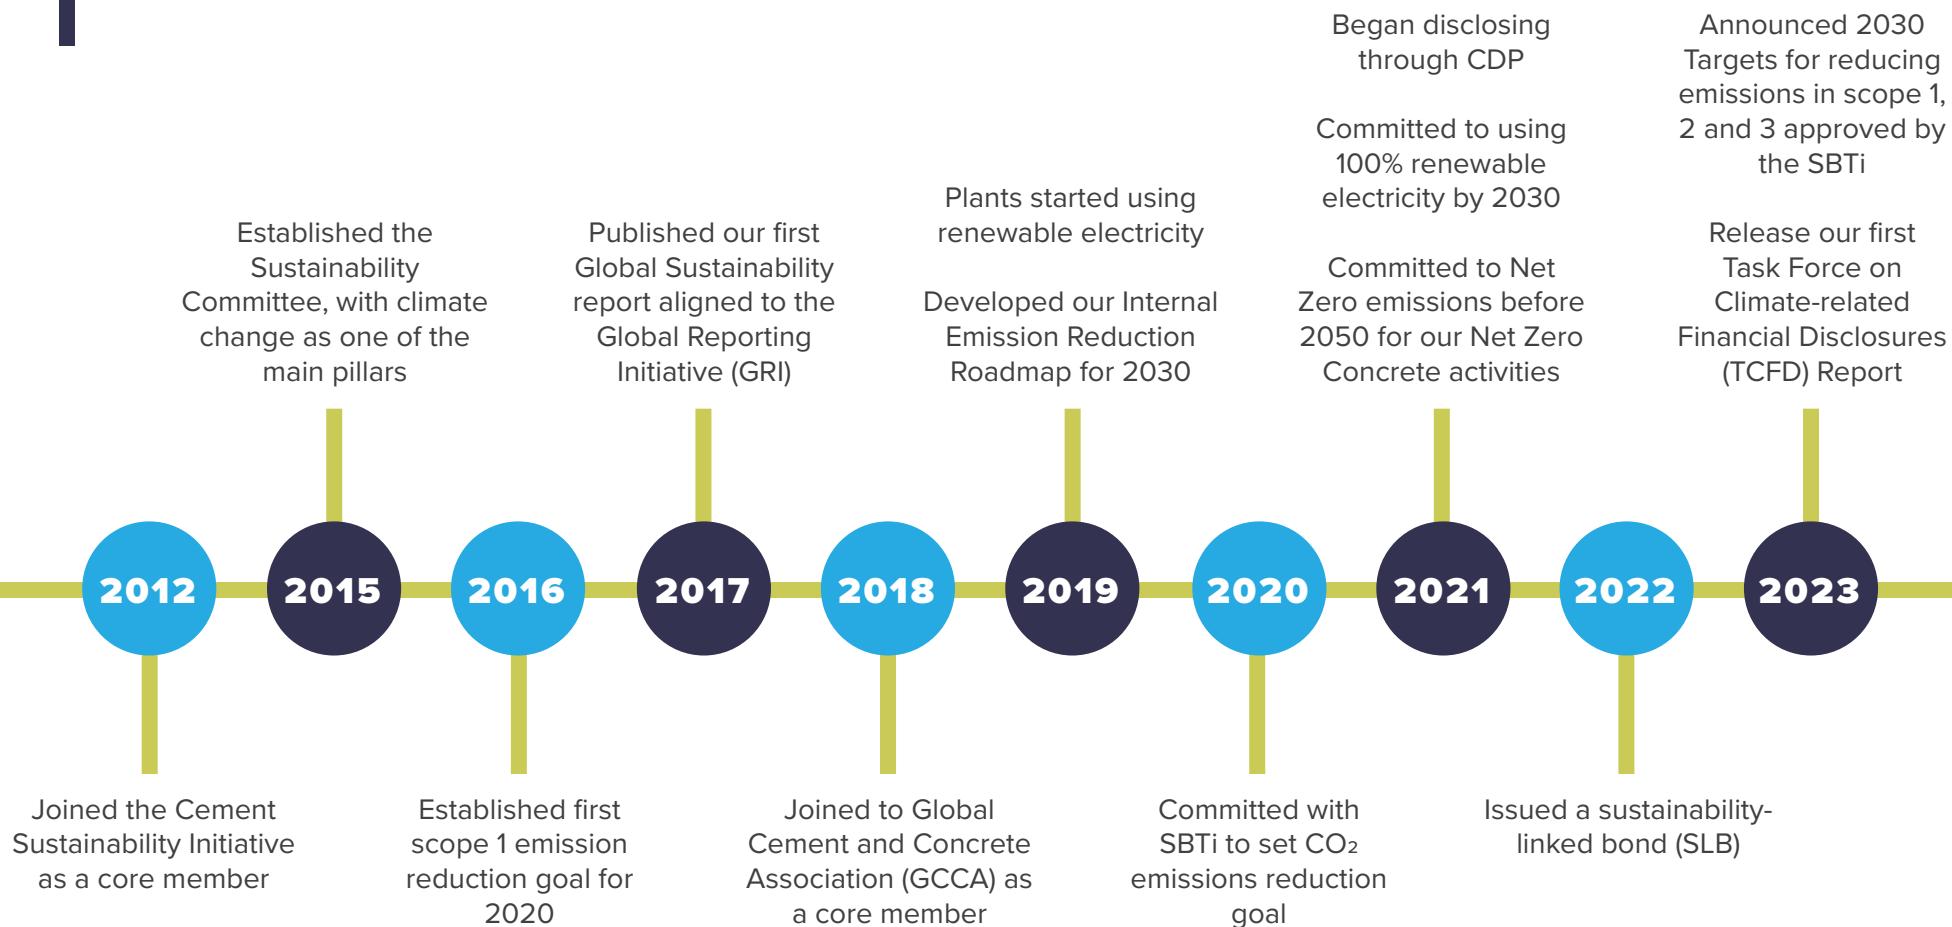 Established the
Sustainability
Committee, with climate
change as one of the
main pillars
Published our first
Global Sustainability
report aligned to the
Global Reporting
Initiative (GRI)
Plants started using
renewable electricity
Developed our Internal
Emission Reduction
Roadmap for 2030
Began disclosing
through CDP
Committed to using
100% renewable
electricity by 2030
Committed to Net
Zero emissions before
2050 for our Net Zero
Concrete activities
Announced 2030
Targets for reducing
emissions in scope 1,
2 and 3 approved by
the SBTi
Release our first
Task Force on
Climate-related
Financial Disclosures
(TCFD) Report
2012
2015
2016
2017
2018
2019
2020
2021
2022
2023
Joined the Cement
Sustainability Initiative
as a core member
Established first
scope 1 emission
reduction goal for
2020
Joined to Global
Cement and Concrete
Association (GCCA) as
a core member
Committed with
SBTi to set CO₂
emissions reduction
goal
Issued a sustainability-
linked bond (SLB)